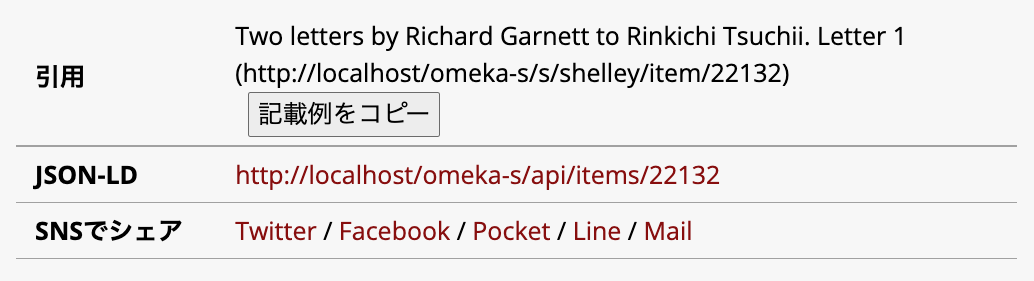 引用
Two letters by Richard Garnett to Rinkichi Tsuchii. Letter 1
(http://localhost/omeka-s/s/shelley/item/22132)
記載例をコピー
JSON-LD
http://localhost/omeka-s/api/items/22132
SNSでシェア
Twitter / Facebook / Pocket / Line / Mail